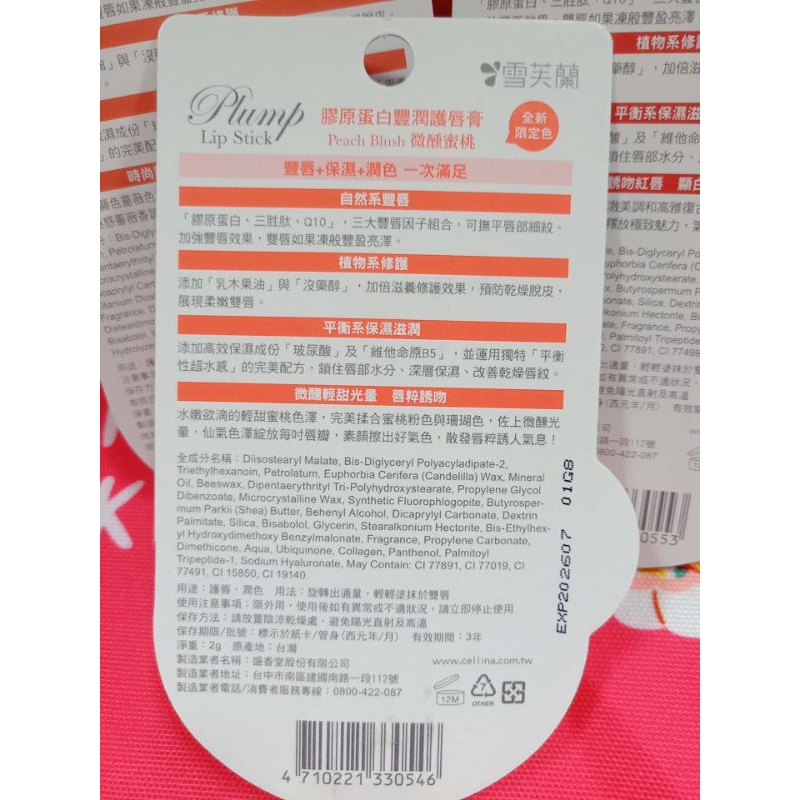 雪芙蘭
Plump
Lip Stick
膠原蛋白豐潤護唇膏
Peach Blush 微醺蜜桃
全新
限定色
豐唇+保濕+潤色 一次滿足
自然系豐唇
「膠原蛋白、三胜肽、Q10」，三大豐唇因子組合，可撫平唇部細紋、
加強豐唇效果，雙唇如果凍般豐盈亮澤。
植物系修護
添加「乳木果油」與「沒藥醇」，加倍滋養修護效果，預防乾燥脫皮，
展現柔嫩雙唇。
平衡系保濕滋潤
添加高效保濕成份「玻尿酸」及「維他命原B5」，並運用獨特「平衡
性超水感」的完美配方，鎖住唇部水分、深層保濕、改善乾燥唇紋。
微醺輕甜光暈 唇粹誘吻
水嫩欲滴的輕甜蜜桃色澤，完美揉合蜜桃粉色與珊瑚色，佐上微醺光
暈，仙氣色澤綻放每吋唇瓣，素顏擦出好氣色，散發唇粹誘人氣息！
全成分名稱：Diisostearyl Malate, Bis-Diglyceryl Polyacyladipate-2,
Triethylhexanoin, Petrolatum, Euphorbia Cerifera (Candelilla) Wax, Mineral
Oil, Beeswax, Dipentaerythrityl Tri-Polyhydroxystearate, Propylene Glycol
Dibenzoate, Microcrystalline Wax, Synthetic Fluorophlogopite, Butyrosper-
mum Parkii (Shea) Butter, Behenyl Alcohol, Dicaprylyl Carbonate, Dextrin
Palmitate, Silica, Bisabolol, Glycerin, Stearalkonium Hectorite, Bis-Ethylhex-
yl Hydroxydimethoxy Benzylmalonate, Fragrance, Propylene Carbonate,
Dimethicone, Aqua, Ubiquinone, Collagen, Panthenol, Palmitoyl
Tripeptide-1, Sodium Hyaluronate, May Contain: CI 77891, CI 77019, CI
77491, CI 15850, CI 19140
用途：護唇、潤色 用法：旋轉出適量，輕輕塗抹於雙唇
使用注意事項：限外用，使用後如有異常或不適狀況，請立即停止使用
保存方法：請放置陰涼乾燥處，避免陽光直射及高溫
保存期限/批號：標示於紙卡/管身(西元年/月) 有效期間：3年
淨重：2g 原產地：台灣
製造業者名稱：盛香堂股份有限公司
製造業者地址：台中市南區建國南路一段112號
製造業者電話/消費者服務專線：0800-422-087
www.cellina.com.tw
12M
7
OTHER
EXP202607 01G8
4 710221 330546